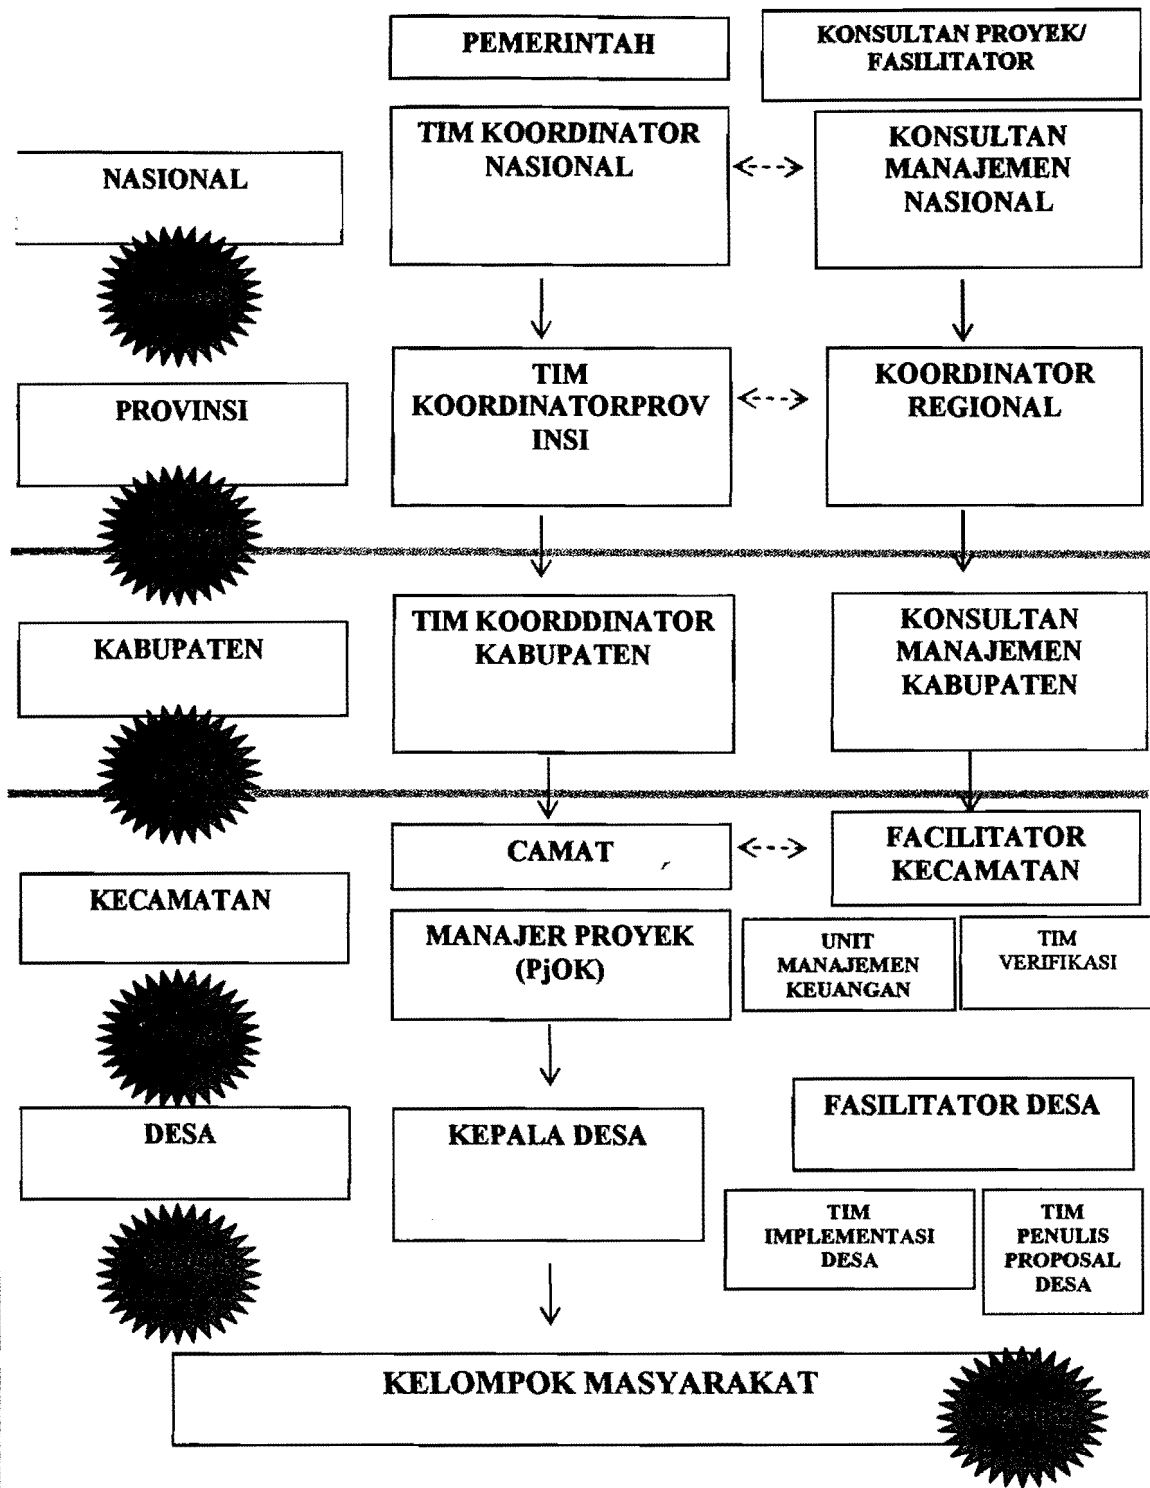 PEMERINTAH
KONSULTAN PROYEK/
FASILITATOR
NASIONAL
TIM KOORDINATOR
NASIONAL
KONSULTAN
MANAJEMEN
NASIONAL
PROVINSI
TIM
KOORDINATORPROV
INSI
KOORDINATOR
REGIONAL
KABUPATEN
TIM KOORDDINATOR
KABUPATEN
KONSULTAN
MANAJEMEN
KABUPATEN
KECAMATAN
CAMAT
FACILITATOR
KECAMATAN
MANAJER PROYEK
(PjOK)
UNIT
MANAJEMEN
KEUANGAN
TIM
VERIFIKASI
DESA
KEPALA DESA
FASILITATOR DESA
TIM
IMPLEMENTASI
DESA
TIM
PENULIS
PROPOSAL
DESA
KELOMPOK MASYARAKAT